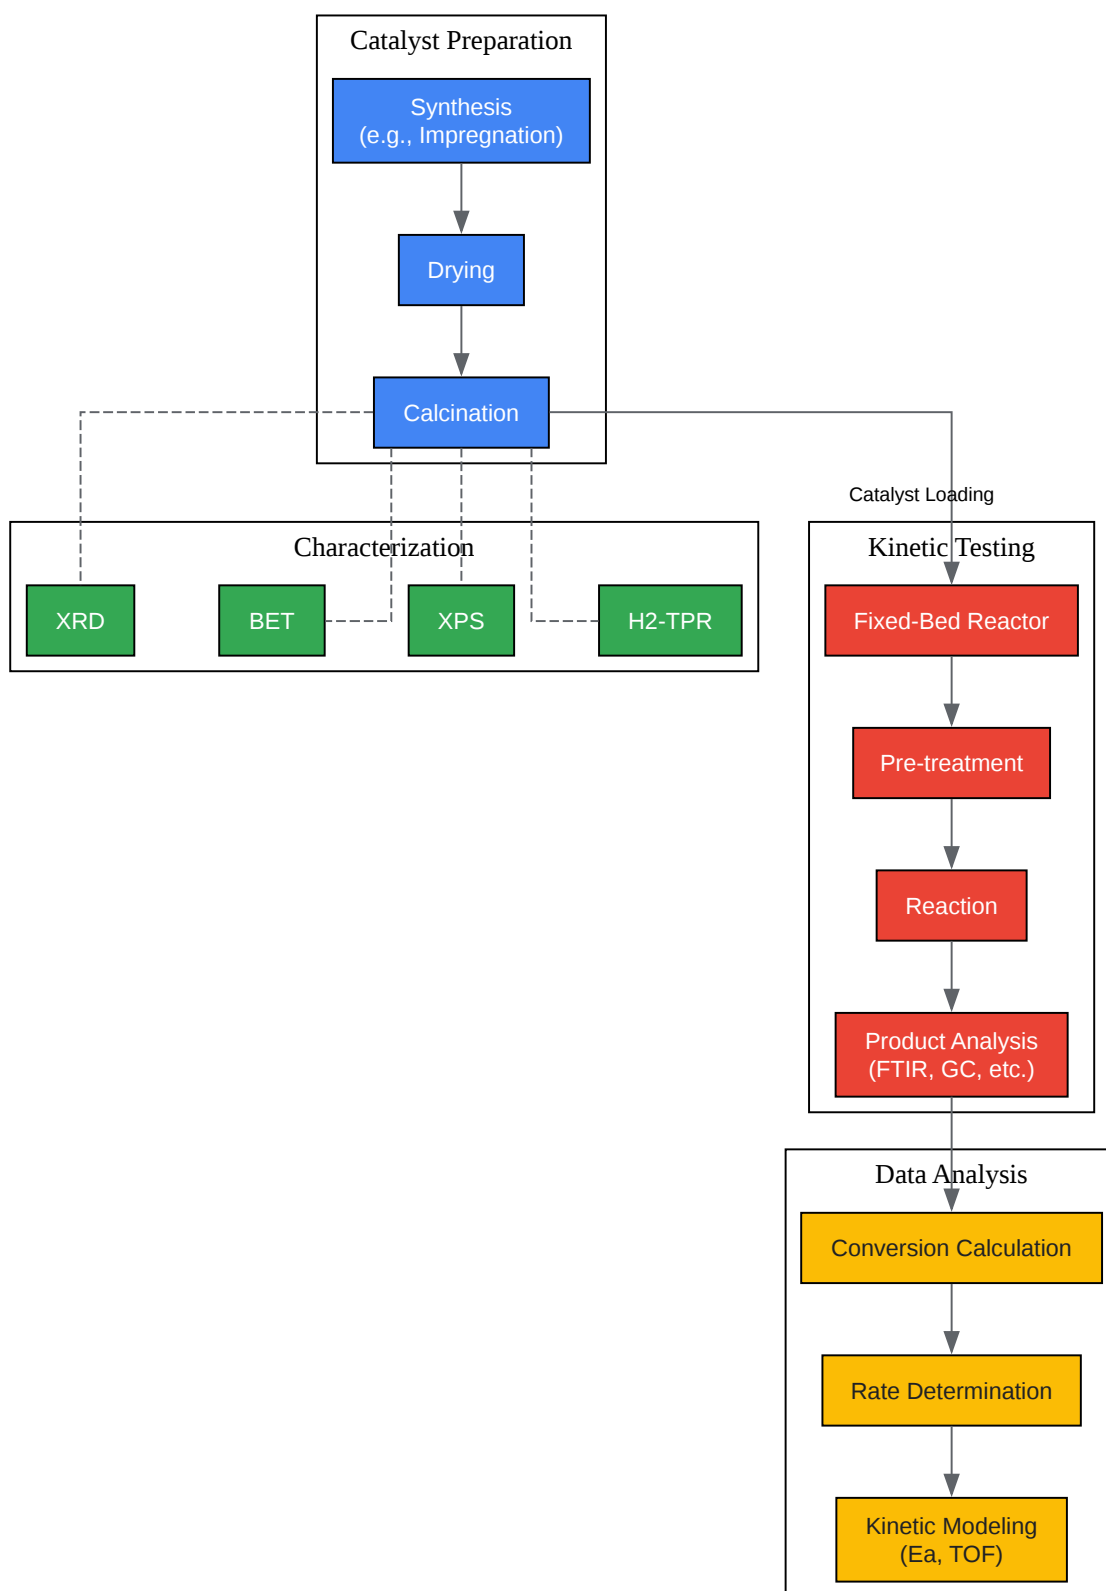 Catalyst Preparation
Synthesis
(e.g., Impregnation)
Drying
Calcination
Catalyst Loading
Characterization
XRD
BET
XPS
H2-TPR
Kinetic Testing
Fixed-Bed Reactor
Pre-treatment
Reaction
Product Analysis
(FTIR, GC, etc.)
Data Analysis
Conversion Calculation
Rate Determination
Kinetic Modeling
(Ea, TOF)